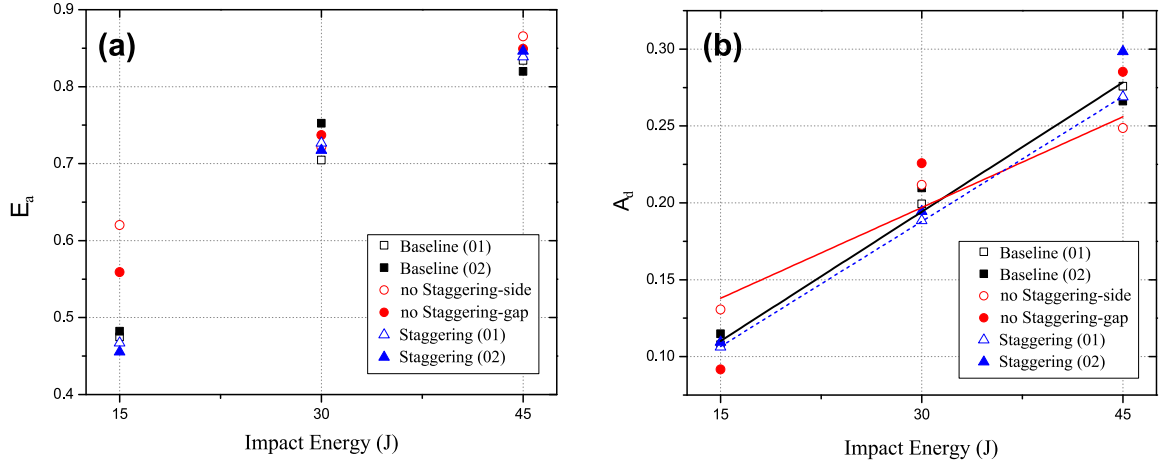 (a)
0.9
0.8
0.7
0.6
0.5
0.4
E_a
15
30
45
Impact Energy (J)
Baseline (01)
Baseline (02)
no Staggering-side
no Staggering-gap
Staggering (01)
Staggering (02)
(b)
0.30
0.25
0.20
0.15
0.10
A_d
15
30
45
Impact Energy (J)
Baseline (01)
Baseline (02)
no Staggering-side
no Staggering-gap
Staggering (01)
Staggering (02)